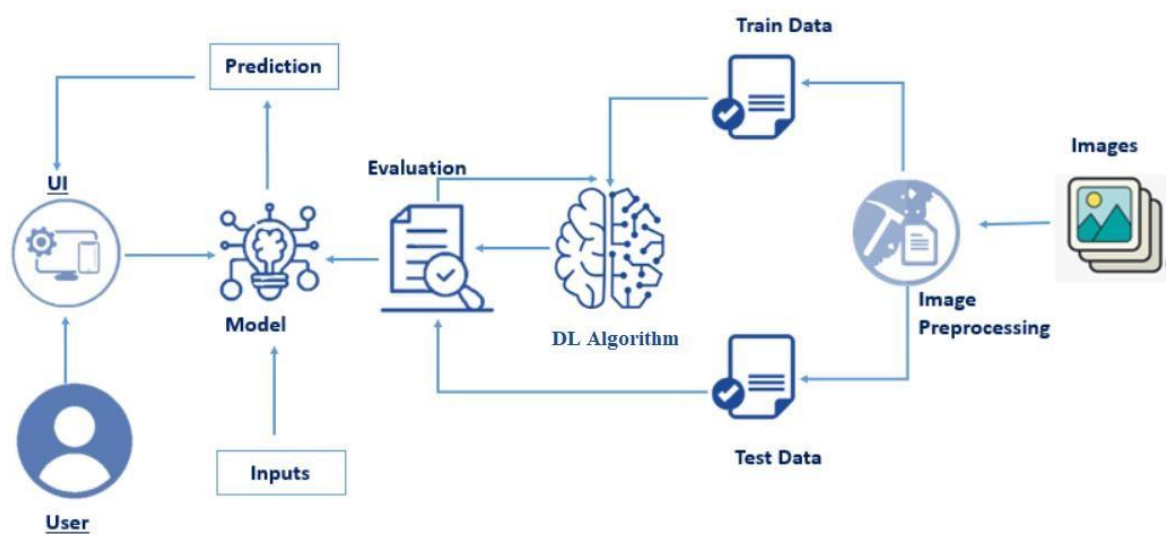 Train Data
Prediction
Images
Evaluation
UI
Image
Preprocessing
Model
DL Algorithm
Test Data
Inputs
User